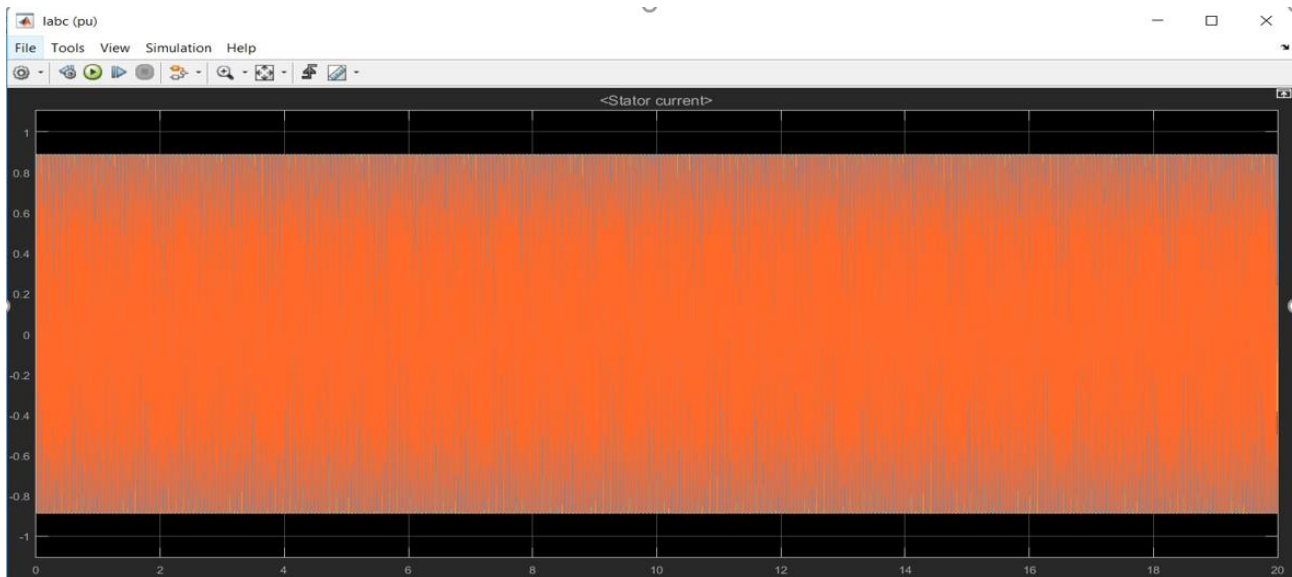 Iabc (pu)
File Tools View Simulation Help
<Stator current>
1
0.8
0.6
0.4
0.2
0
-0.2
-0.4
-0.6
-0.8
-1
0 2 4 6 8 10 12 14 16 18 20